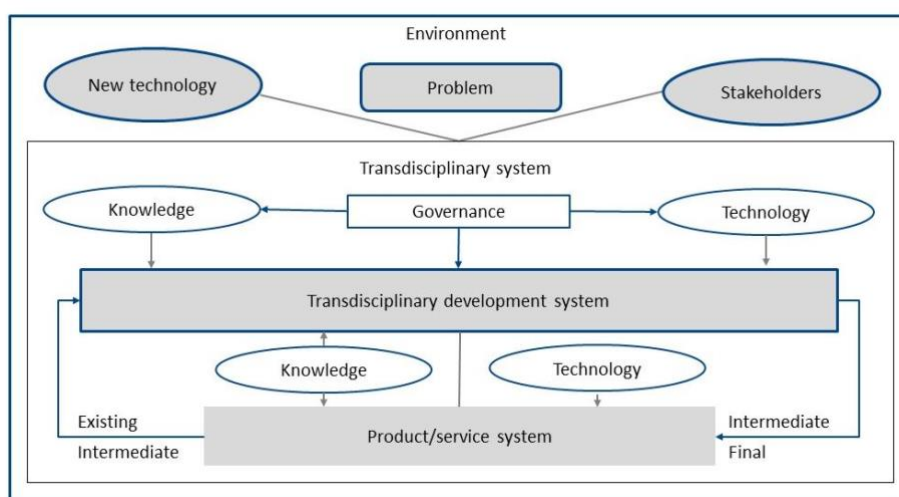 Environment
New technology
Problem
Stakeholders
Transdisciplinary system
Knowledge
Governance
Technology
Transdisciplinary development system
Knowledge
Technology
Existing
Intermediate
Product/service system
Intermediate
Final